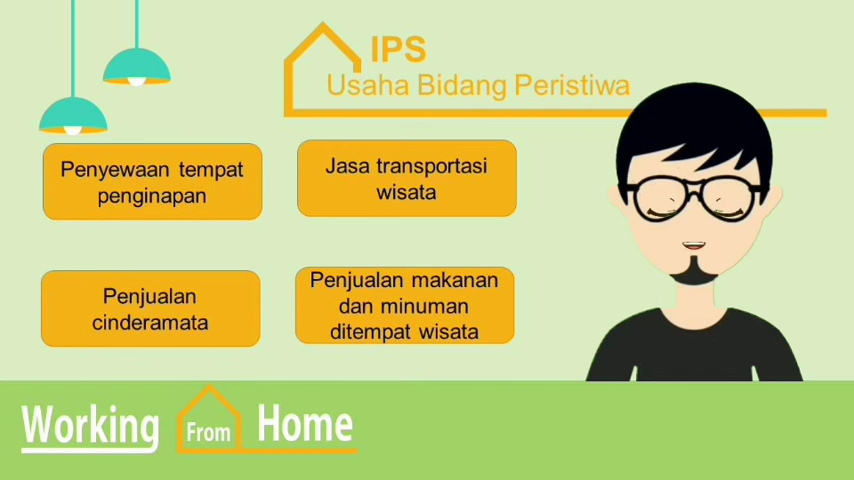 IPS
Usaha Bidang Peristiwa
Penyewaan tempat
penginapan
Jasa transportasi
wisata
Penjualan
cinderamata
Penjualan makanan
dan minuman
ditempat wisata
Working From Home